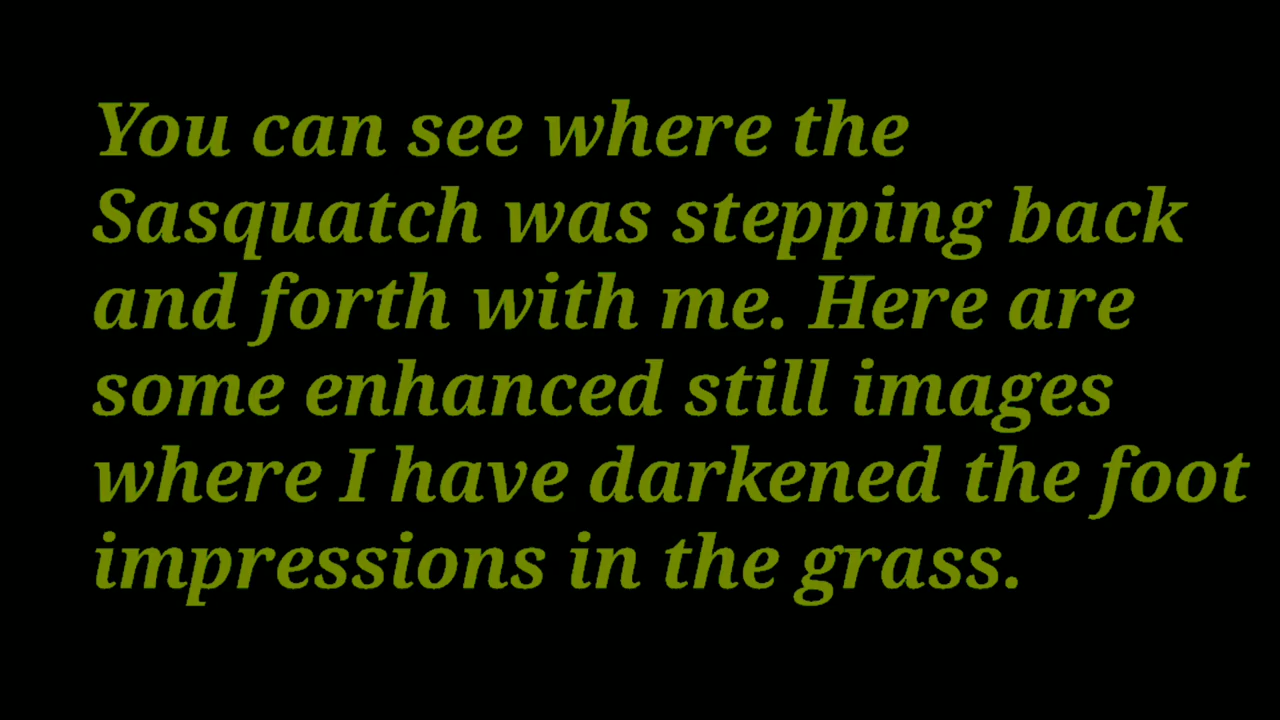 You can see where the
Sasquatch was stepping back
and forth with me. Here are
some enhanced still images
where I have darkened the foot
impressions in the grass.